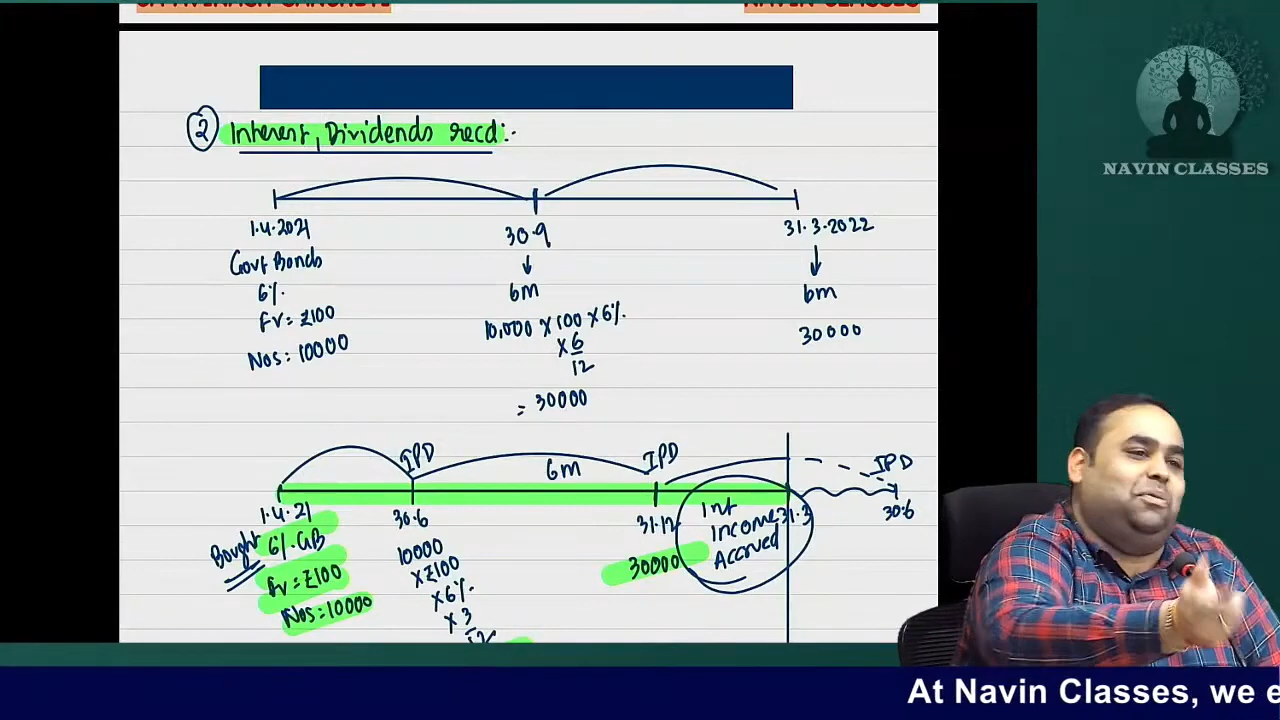 NAVIN CLASSES
② Interest, Dividends recd:-
1.4.2021
30.9
31.3.2022
Govt Bonds
6%
FV = ₹100
Nos: 10000
6m
10,000 x 100 x 6%
x 6
12
= 30000
6m
30000
IPD
6m
IPD
IPD
1.4.21
30.6
31.12
31.3
30.6
Bought
6% GB
FV = ₹100
Nos = 10000
10000
x ₹100
x 6%
x 3
12
30000
Int
Income
Accrued
At Navin Classes, we e